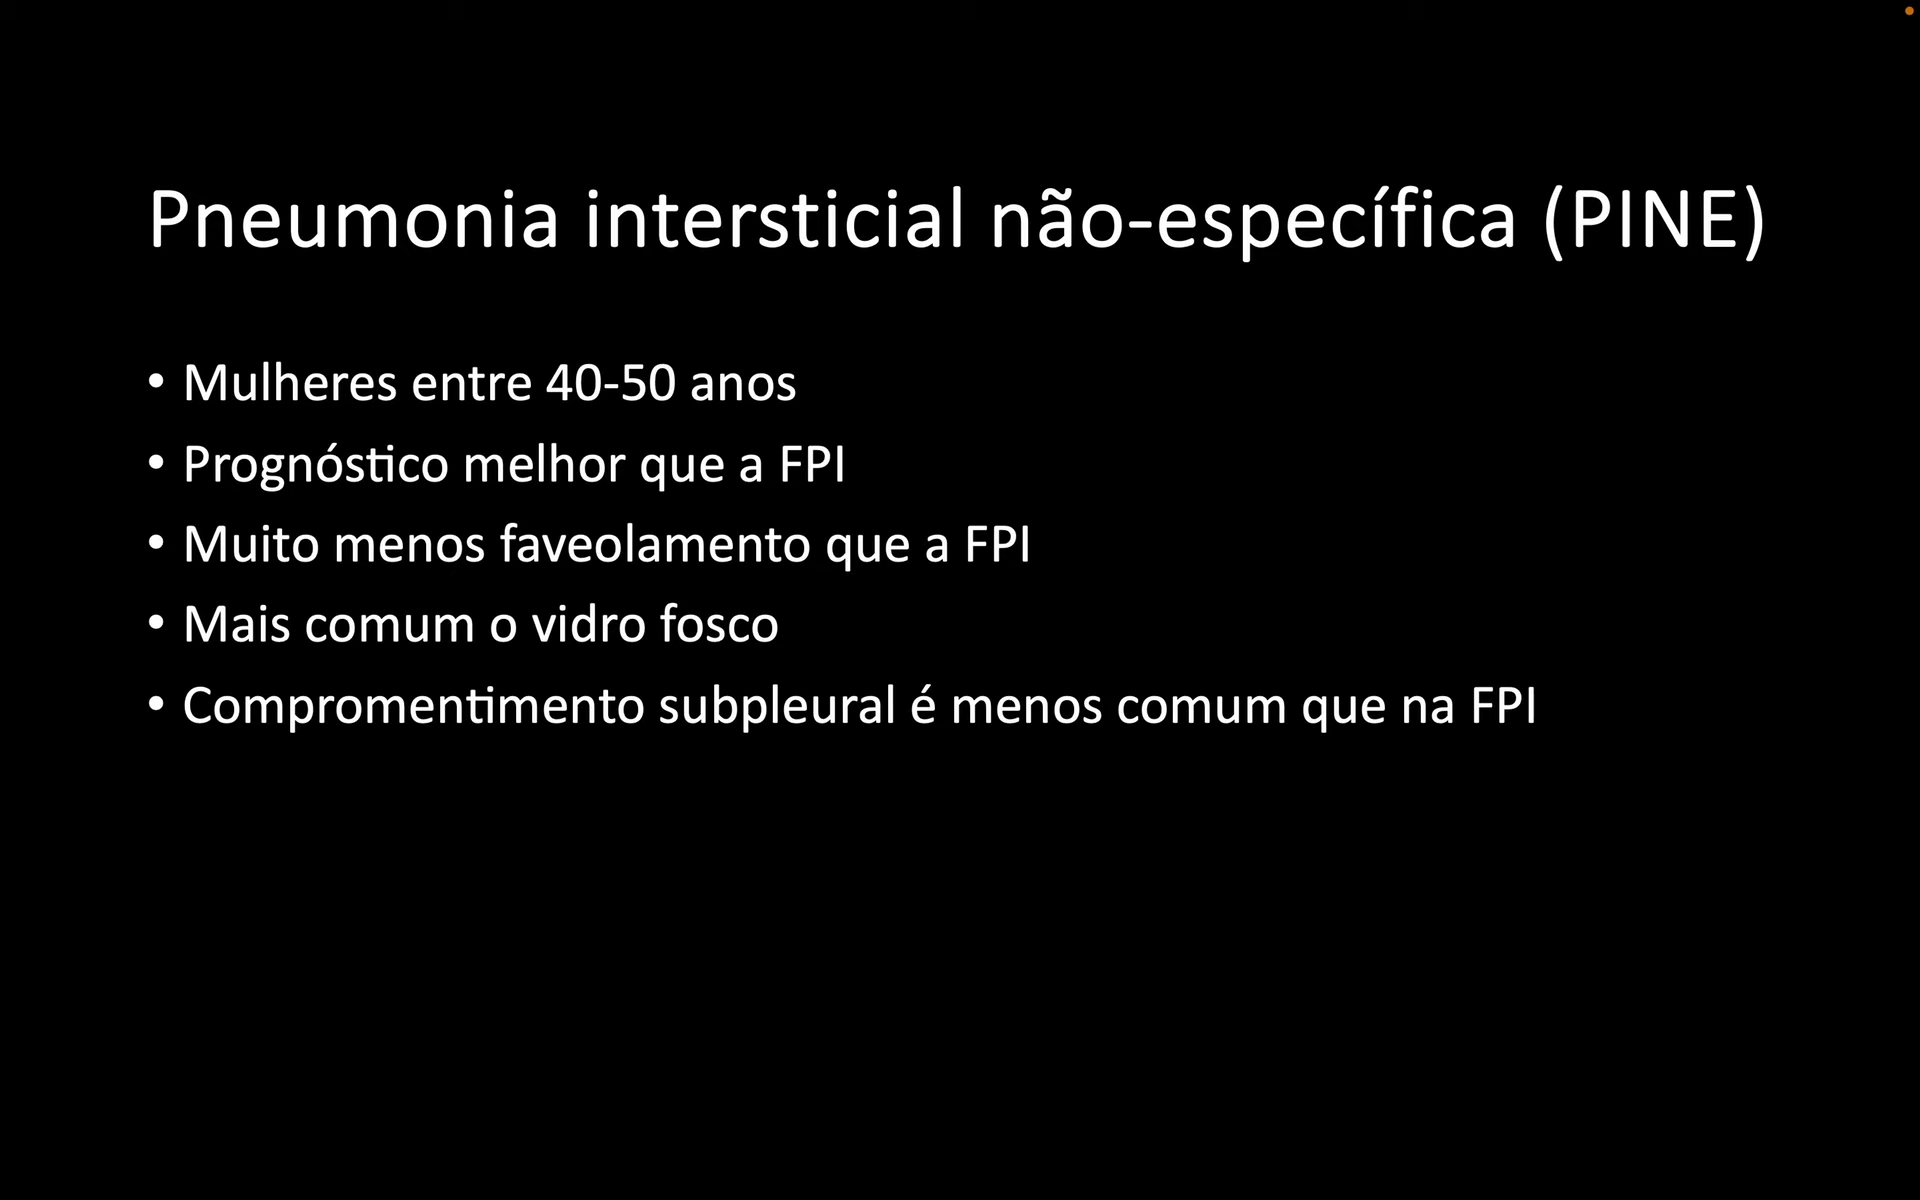 Pneumonia intersticial não-específica (PINE)
• Mulheres entre 40-50 anos
• Prognóstico melhor que a FPI
• Muito menos faveolamento que a FPI
• Mais comum o vidro fosco
• Compromentimento subpleural é menos comum que na FPI